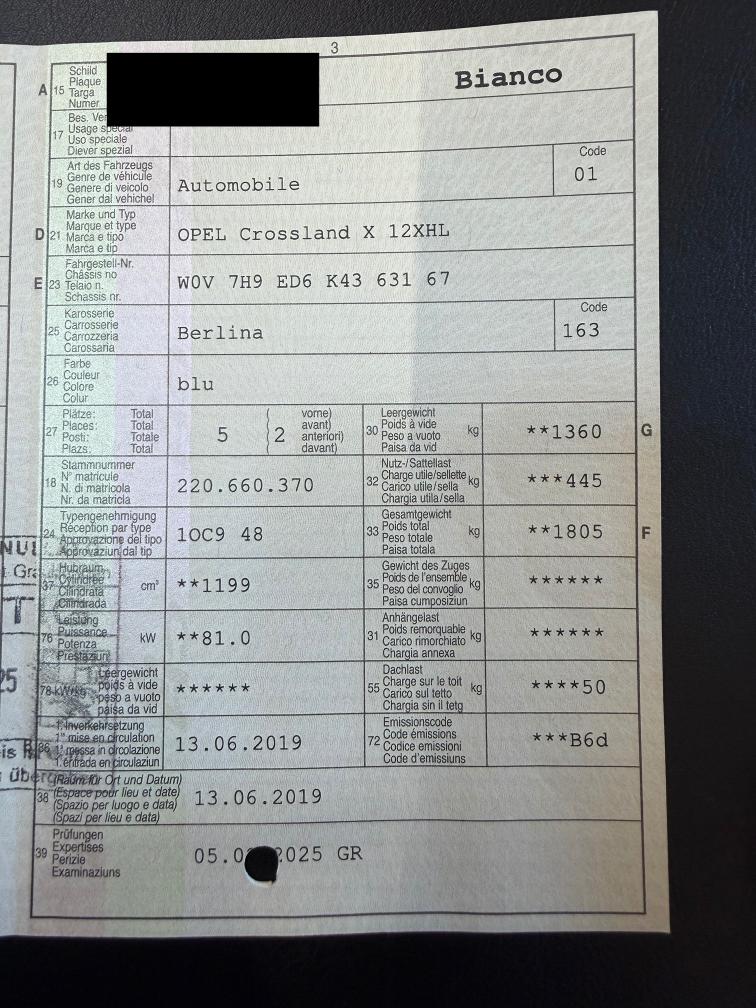 3
A 15 Schild
Plaque
Targa
Numer
Bianco
17 Bes.
Usage spécial
Uso speciale
Diever spezial
19 Art des Fahrzeugs
Genre de véhicule
Genere di veicolo
Gener dal vehichel
Automobile
Code
01
D 21 Marke und Typ
Marque et type
Marca e tipo
Marca e tip
OPEL Crossland X 12XHL
E 23 Fahrgestell-Nr.
Châssis no
Telaio n.
Schassis nr.
W0V 7H9 ED6 K43 631 67
25 Karosserie
Carrosserie
Carrozzeria
Carossaria
Berlina
Code
163
26 Farbe
Couleur
Colore
Colur
blu
27 Plätze: Total
Places: Total
Posti: Totale
Plazs: Total
5 ( 2 vorne)
avant)
anteriori)
davant)
30 Leergewicht
Poids à vide
Peso a vuoto
Paisa da vid
kg
**1360
G
18 Stammnummer
N° matricule
N. di matricola
Nr. da matricla
220.660.370
32 Nutz-/Sattellast
Charge utile/sellette
Carico utile/sella
Chargia utila/sella
kg
***445
24 Typengenehmigung
Réception par type
Approvazione del tipo
Approvaziun dal tip
1OC9 48
33 Gesamtgewicht
Poids total
Peso totale
Paisa totala
kg
**1805
F
37 Hubraum
Cylindrée
Cilindrata
Cilindrada
cm³
**1199
35 Gewicht des Zuges
Poids de l'ensemble
Peso del convoglio
Paisa cumposiziun
kg
******
76 Leistung
Puissance
Potenza
Prestaziun
kW
**81.0
31 Anhängelast
Poids remorquable
Carico rimorchiato
Chargia annexa
kg
******
78 kW/kg Leergewicht
poids à vide
peso a vuoto
paisa da vid
******
55 Dachlast
Charge sur le toit
Carico sul tetto
Chargia sin il tetg
kg
****50
36 1. Inverkehrsetzung
1re mise en circulation
1a messa in circolazione
1. entrada en circulaziun
13.06.2019
72 Emissionscode
Code émissions
Codice emissioni
Code d'emissiuns
***B6d
38 (Raum für Ort und Datum)
(Espace pour lieu et date)
(Spazio per luogo e data)
(Spazi per lieu e data)
13.06.2019
39 Prüfungen
Expertises
Perizie
Examinaziuns
05.0 2025 GR